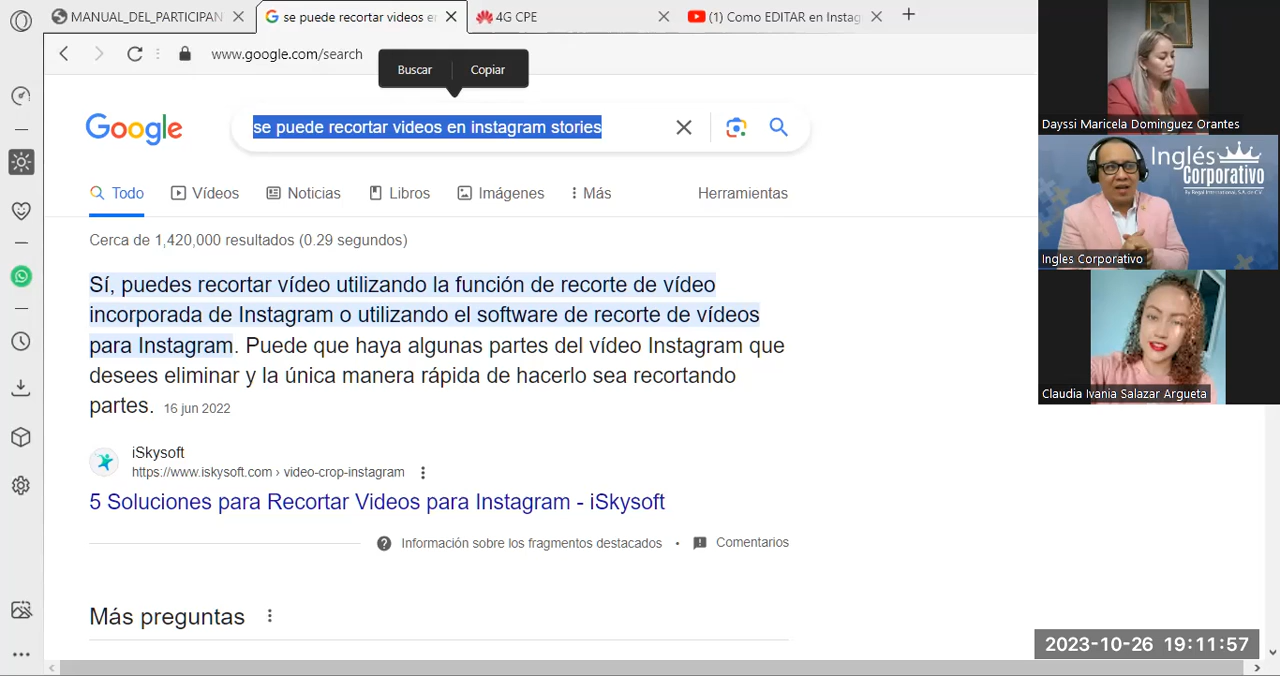 MANUAL_DEL_PARTICIPAN
se puede recortar videos en
4G CPE
(1) Como EDITAR en Instag
www.google.com/search
Buscar
Copiar
Google
se puede recortar videos en instagram stories
Todo
Vídeos
Noticias
Libros
Imágenes
Más
Herramientas
Cerca de 1,420,000 resultados (0.29 segundos)
Sí, puedes recortar vídeo utilizando la función de recorte de vídeo
incorporada de Instagram o utilizando el software de recorte de vídeos
para Instagram. Puede que haya algunas partes del vídeo Instagram que
desees eliminar y la única manera rápida de hacerlo sea recortando
partes. 16 jun 2022
iSkysoft
https://www.iskysoft.com › video-crop-instagram
5 Soluciones para Recortar Videos para Instagram - iSkysoft
Información sobre los fragmentos destacados
•
Comentarios
Más preguntas
Dayssi Maricela Dominguez Orantes
Inglés
Corporativo
By Regal International, S.A. de C.V.
Ingles Corporativo
Claudia Ivania Salazar Argueta
2023-10-26 19:11:57